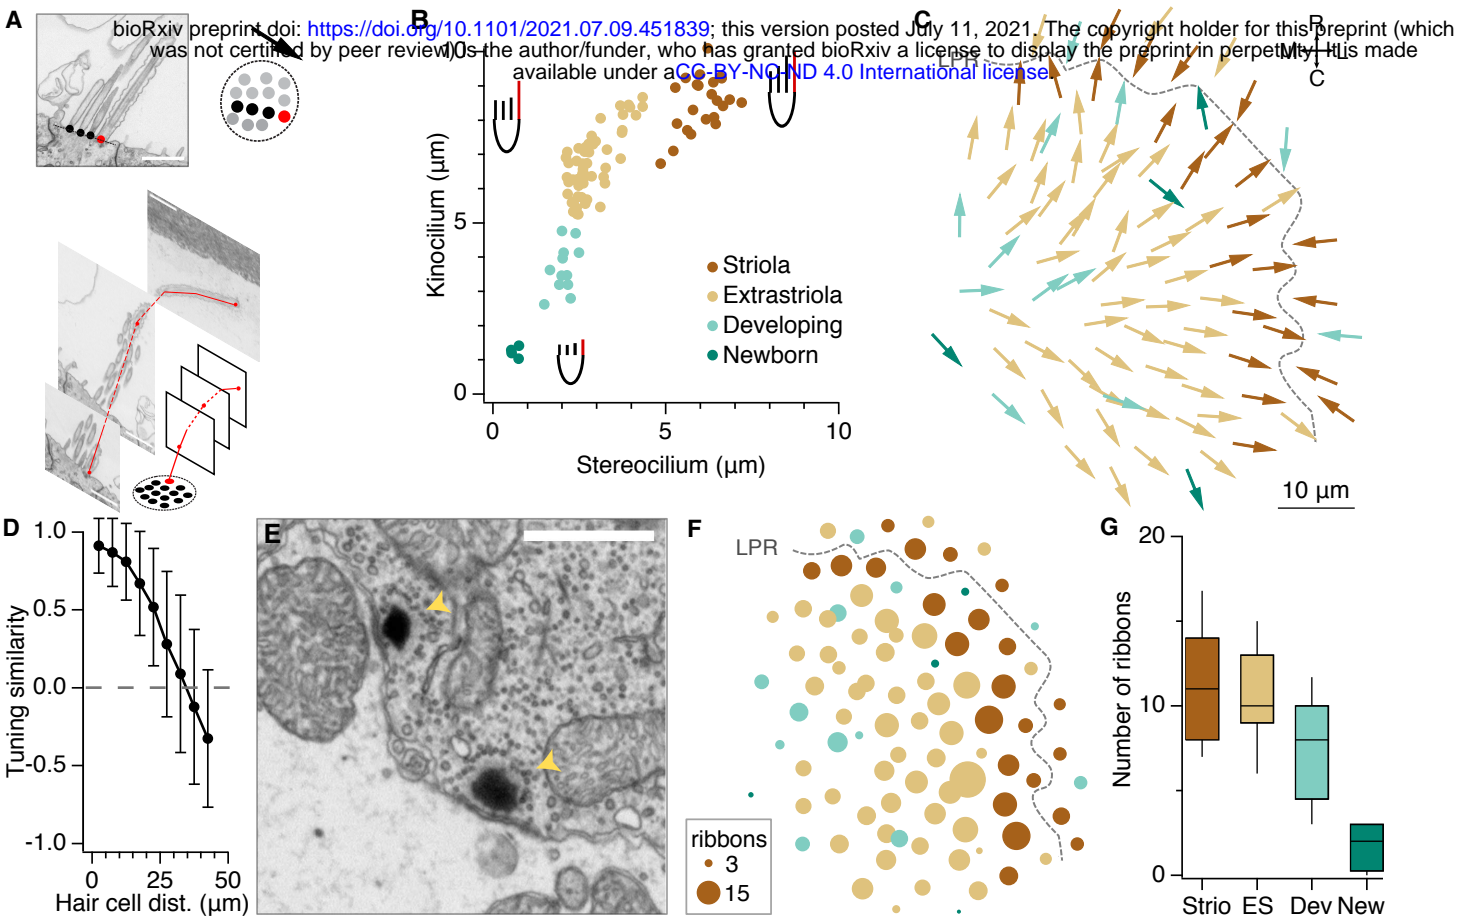 bioRxiv preprint doi: https://doi.org/10.1101/2021.07.09.451839; this version posted July 11, 2021. The copyright holder for this preprint (which
was not certified by peer review) is the author/funder, who has granted bioRxiv a license to display the preprint in perpetuity. It is made
available under a CC-BY-NC-ND 4.0 International license.
A
B
10
5
0
Kinocilium (µm)
0
5
10
Stereocilium (µm)
Striola
Extrastriola
Developing
Newborn
C
LPR
R
M
L
C
10 µm
D
1.0
0.5
0.0
-0.5
-1.0
Tuning similarity
0
25
50
Hair cell dist. (µm)
E
F
LPR
ribbons
3
15
G
20
10
0
Number of ribbons
Strio ES Dev New